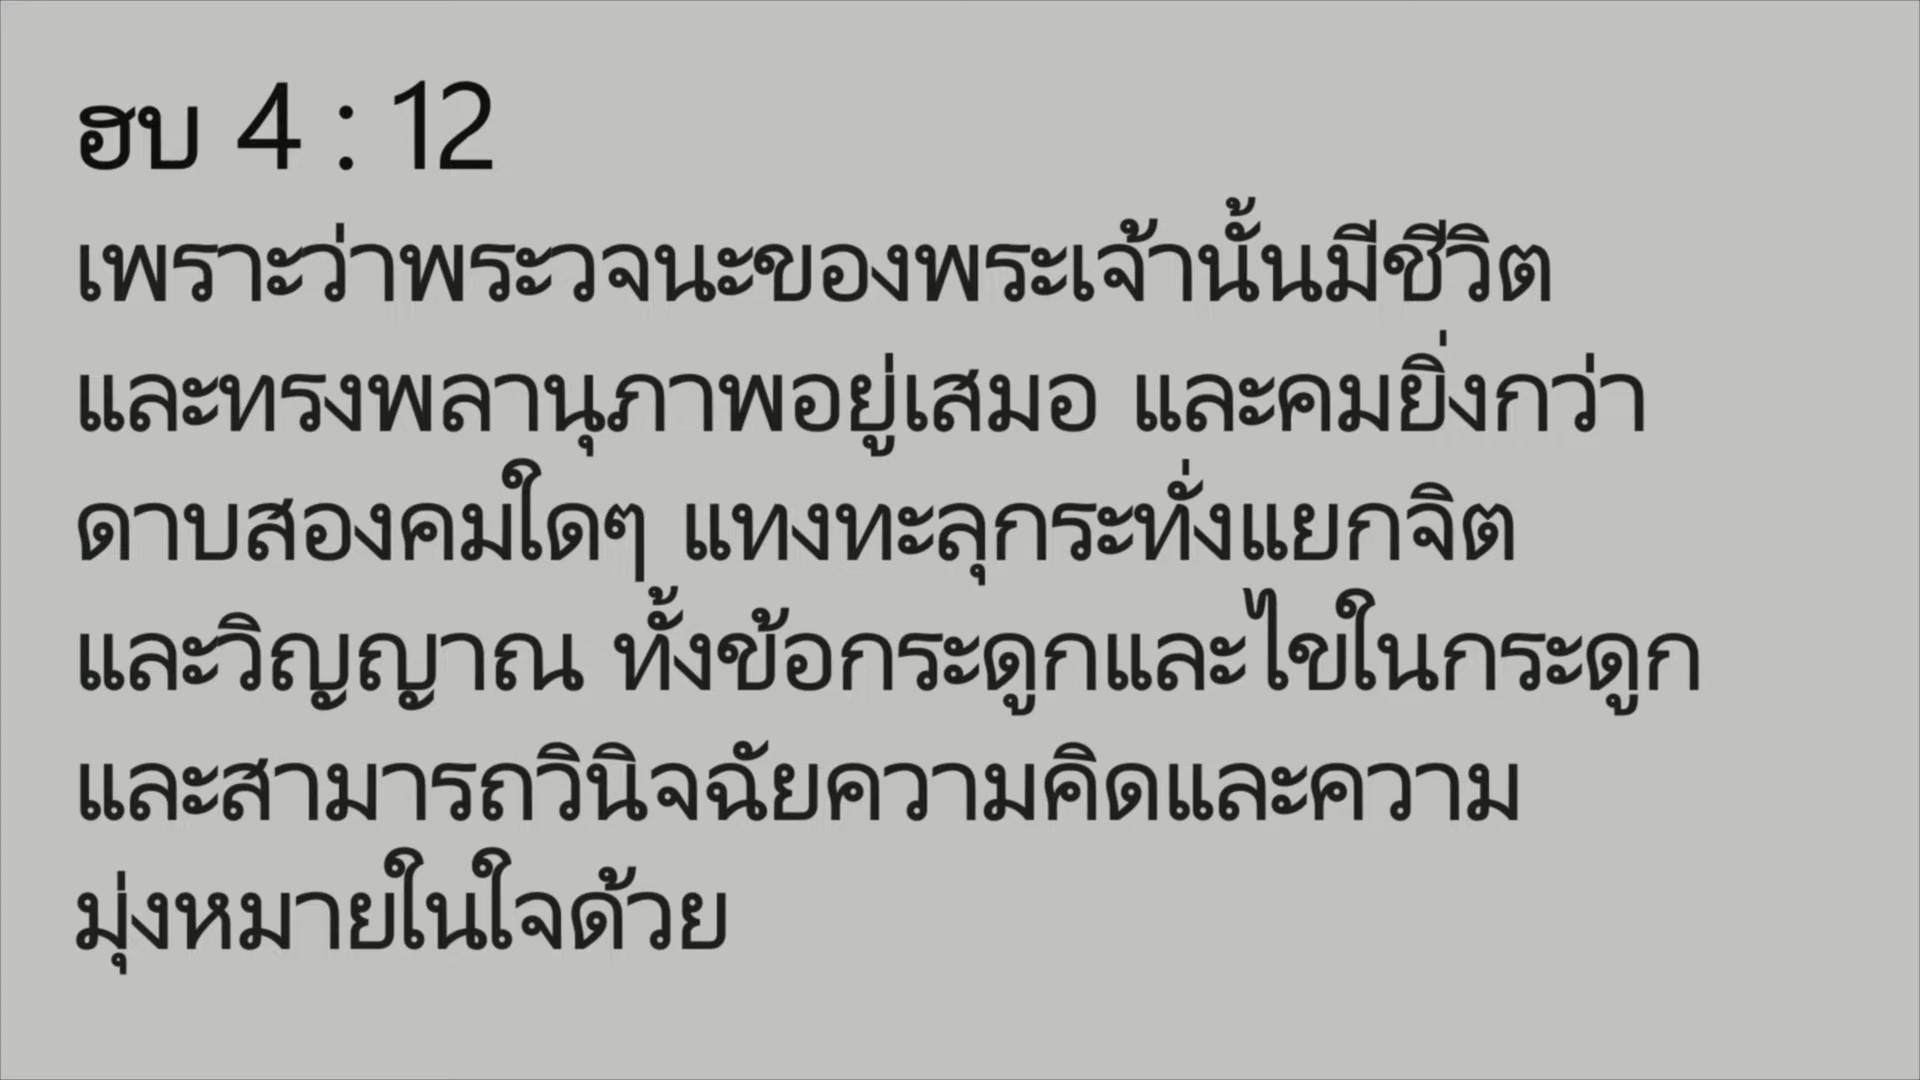 ฮบ 4 : 12
เพราะว่าพระวจนะของพระเจ้านั้นมีชีวิต
และทรงพลานุภาพอยู่เสมอ และคมยิ่งกว่า
ดาบสองคมใดๆ แทงทะลุกระทั่งแยกจิต
และวิญญาณ ทั้งข้อกระดูกและไขในกระดูก
และสามารถวินิจฉัยความคิดและความ
มุ่งหมายในใจด้วย